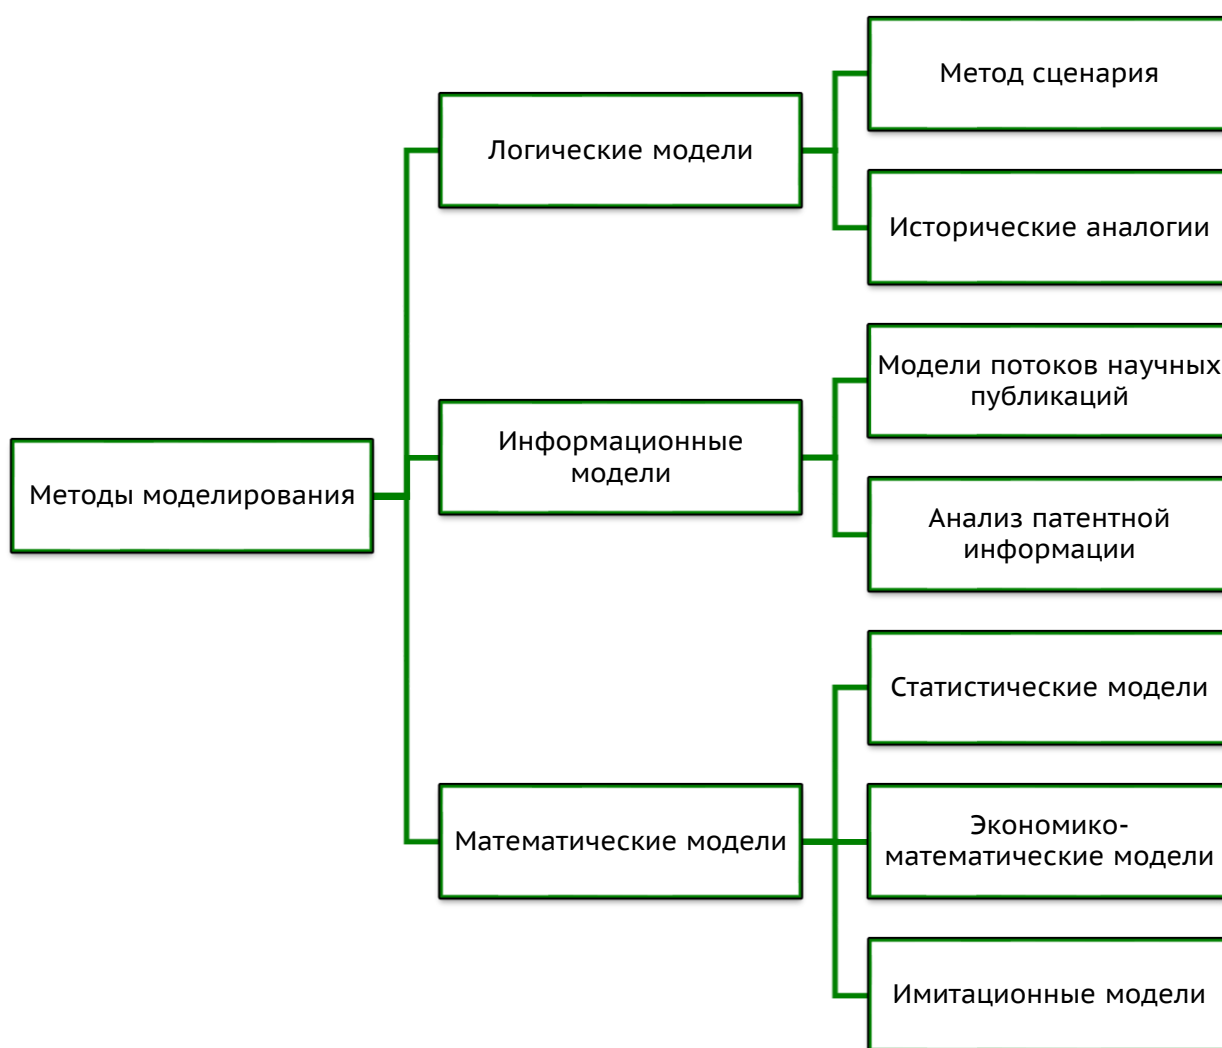 Методы моделирования
Логические модели
Метод сценария
Исторические аналогии
Информационные
модели
Модели потоков научных
публикаций
Анализ патентной
информации
Математические модели
Статистические модели
Экономико-
математические модели
Имитационные модели